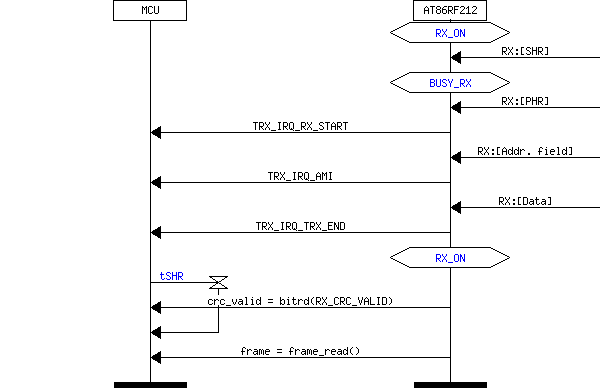 MCU
AT86RF212
RX_ON
RX:[SHR]
BUSY_RX
RX:[PHR]
TRX_IRQ_RX_START
RX:[Addr. field]
TRX_IRQ_AMI
RX:[Data]
TRX_IRQ_TRX_END
RX_ON
tSHR
crc_valid = bitrd(RX_CRC_VALID)
frame = frame_read()